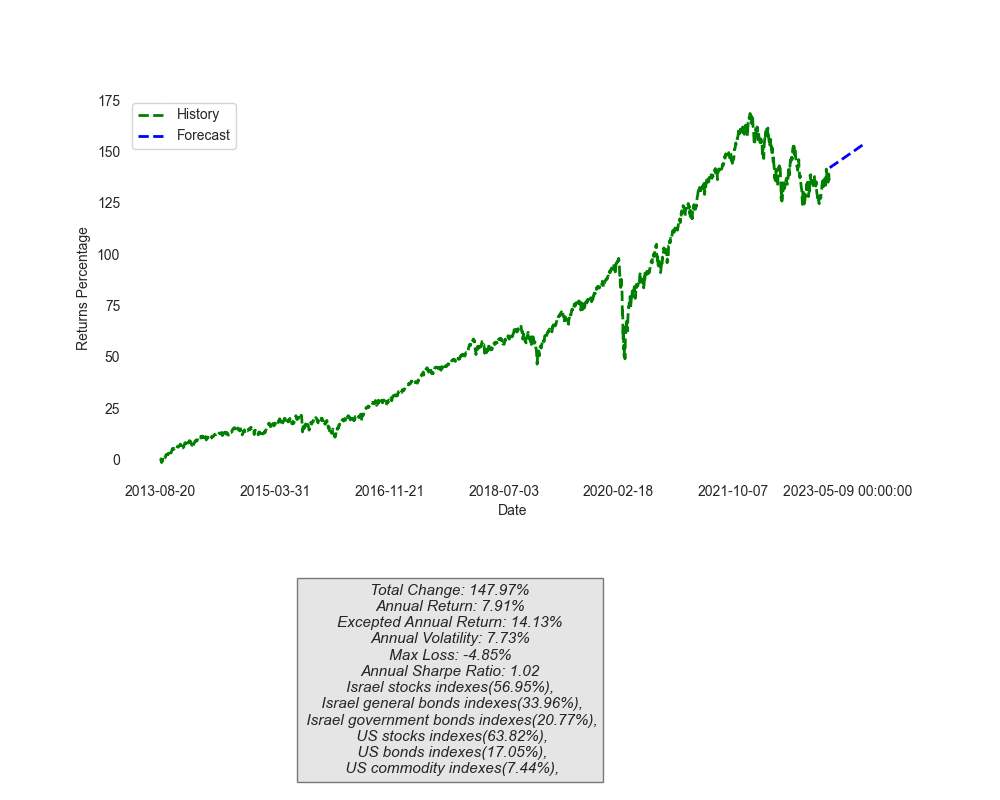 175
150
125
100
75
50
25
0
Returns Percentage
History
Forecast
2013-08-20 2015-03-31 2016-11-21 2018-07-03 2020-02-18 2021-10-07 2023-05-09 00:00:00
Date
Total Change: 147.97%
Annual Return: 7.91%
Excepted Annual Return: 14.13%
Annual Volatility: 7.73%
Max Loss: -4.85%
Annual Sharpe Ratio: 1.02
Israel stocks indexes(56.95%),
Israel general bonds indexes(33.96%),
Israel government bonds indexes(20.77%),
US stocks indexes(63.82%),
US bonds indexes(17.05%),
US commodity indexes(7.44%),